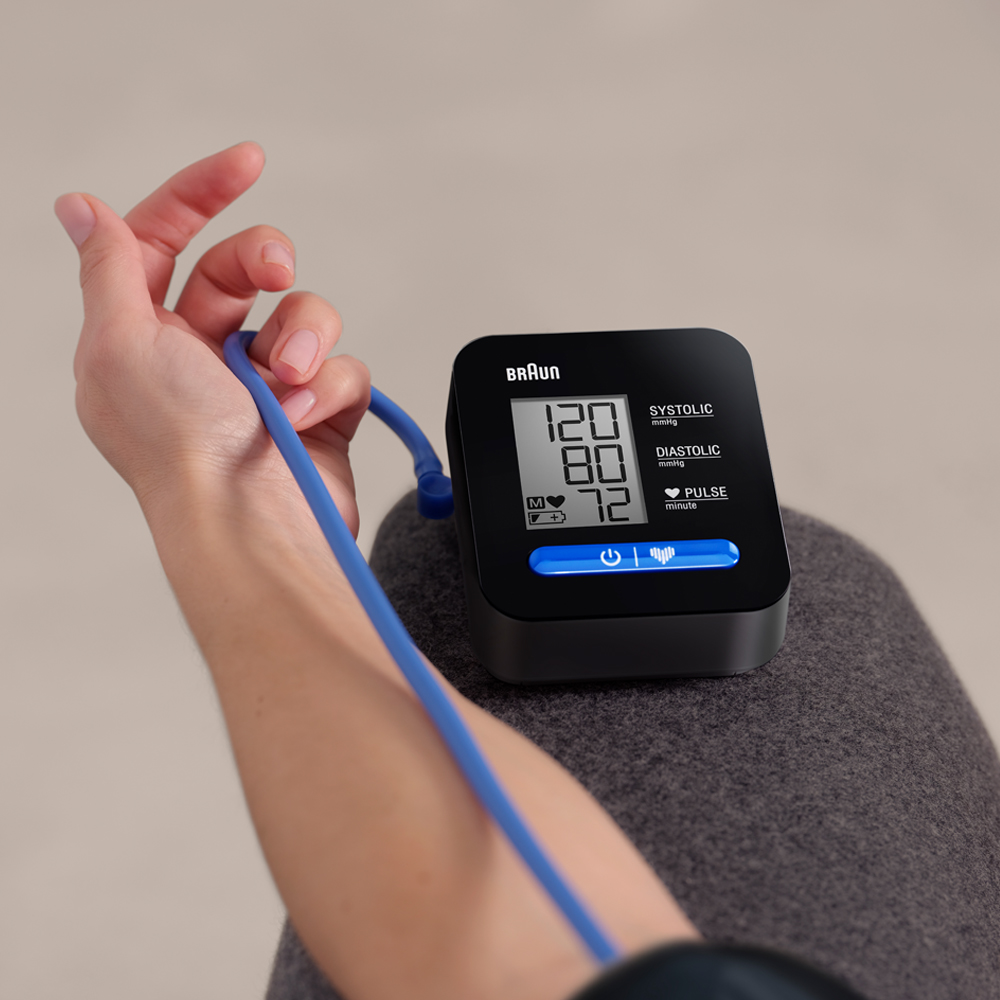 BRAUN
120
SYSTOLIC
mmHg
80
DIASTOLIC
mmHg
M
72
PULSE
minute